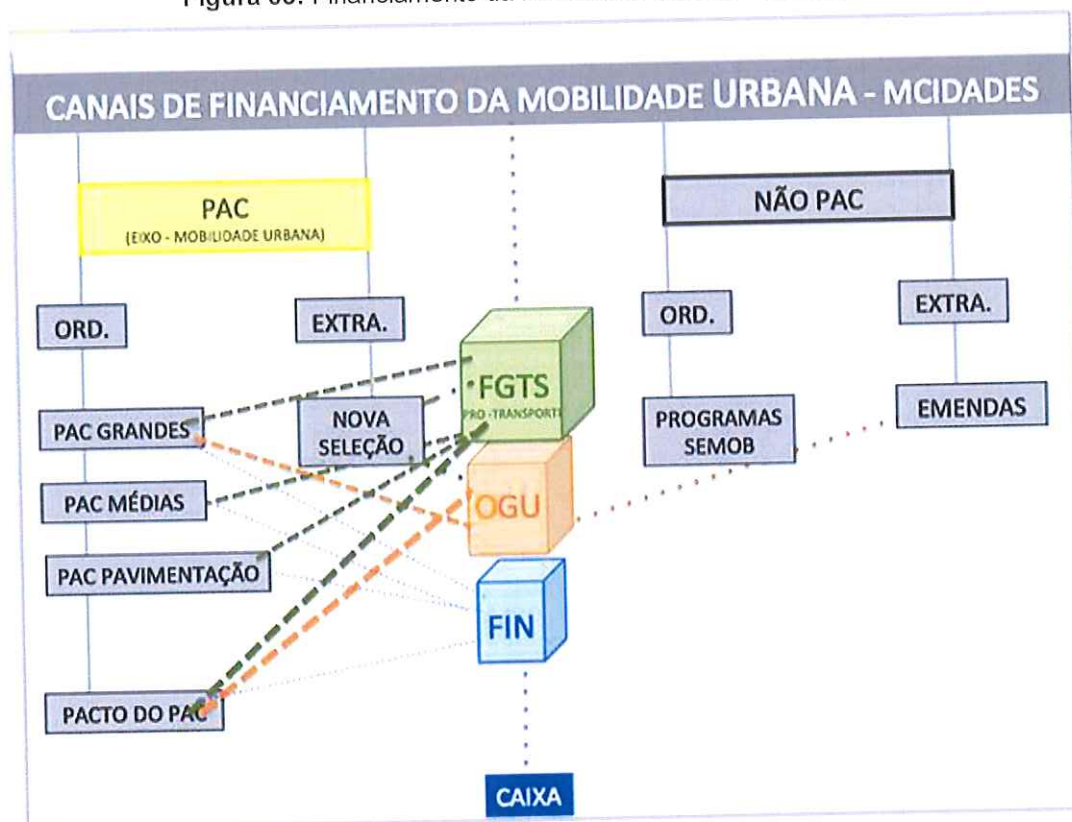 CANAIS DE FINANCIAMENTO DA MOBILIDADE URBANA - MCIDADES
PAC
(EIXO - MOBILIDADE URBANA)
NÃO PAC
ORD.
EXTRA.
ORD.
EXTRA.
FGTS
PRO -TRANSPORT
PAC GRANDES
NOVA
SELEÇÃO
PROGRAMAS
SEMOB
EMENDAS
PAC MÉDIAS
OGU
PAC PAVIMENTAÇÃO
FIN
PACTO DO PAC
CAIXA